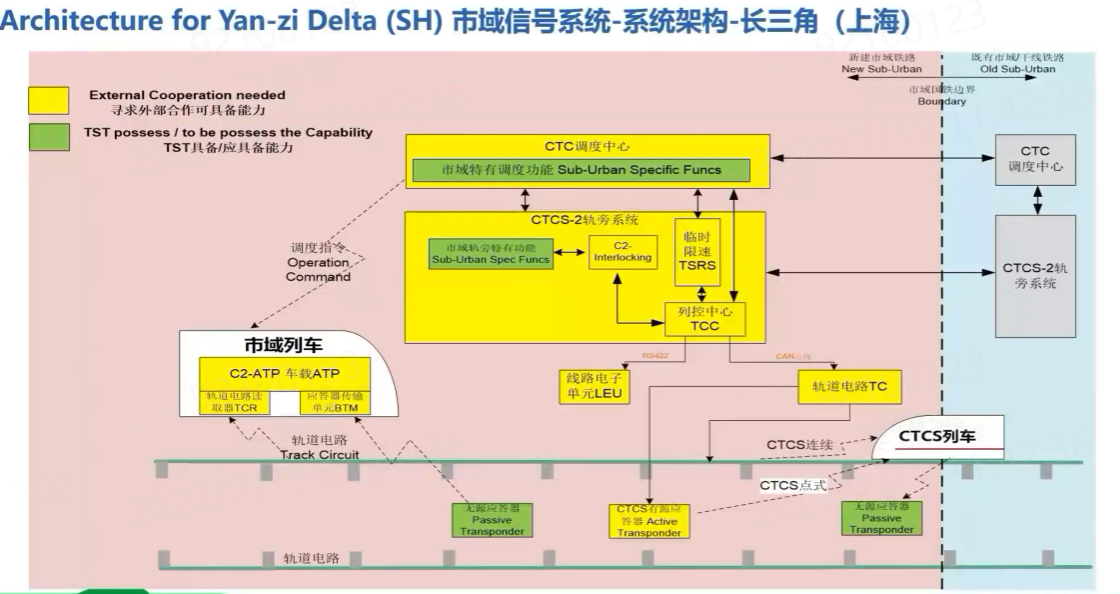 Architecture for Yan-zi Delta (SH) 市域信号系统-系统架构-长三角（上海）
新建市域铁路
New Sub-Urban
既有市域/干线铁路
Old Sub-Urban
市域国铁边界
Boundary
External Cooperation needed
寻求外部合作可具备能力
TST possess / to be possess the Capability
TST具备/应具备能力
CTC调度中心
市域特有调度功能 Sub-Urban Specific Funcs
CTC
调度中心
CTCS-2轨旁系统
市域轨旁特有功能
Sub-Urban Spec Funcs
C2-
Interlocking
临时
限速
TSRS
列控中心
TCC
CTCS-2轨
旁系统
调度指令
Operation
Command
市域列车
C2-ATP 车载ATP
轨道电路读
取器TCR
应答器传输
单元BTM
RS422
CAN
线路电子
单元LEU
轨道电路TC
轨道电路
Track Circuit
CTCS连续
CTCS列车
CTCS点式
无源应答器
Passive
Transponder
CTCS有源应
答器 Active
Transponder
无源应答器
Passive
Transponder
轨道电路